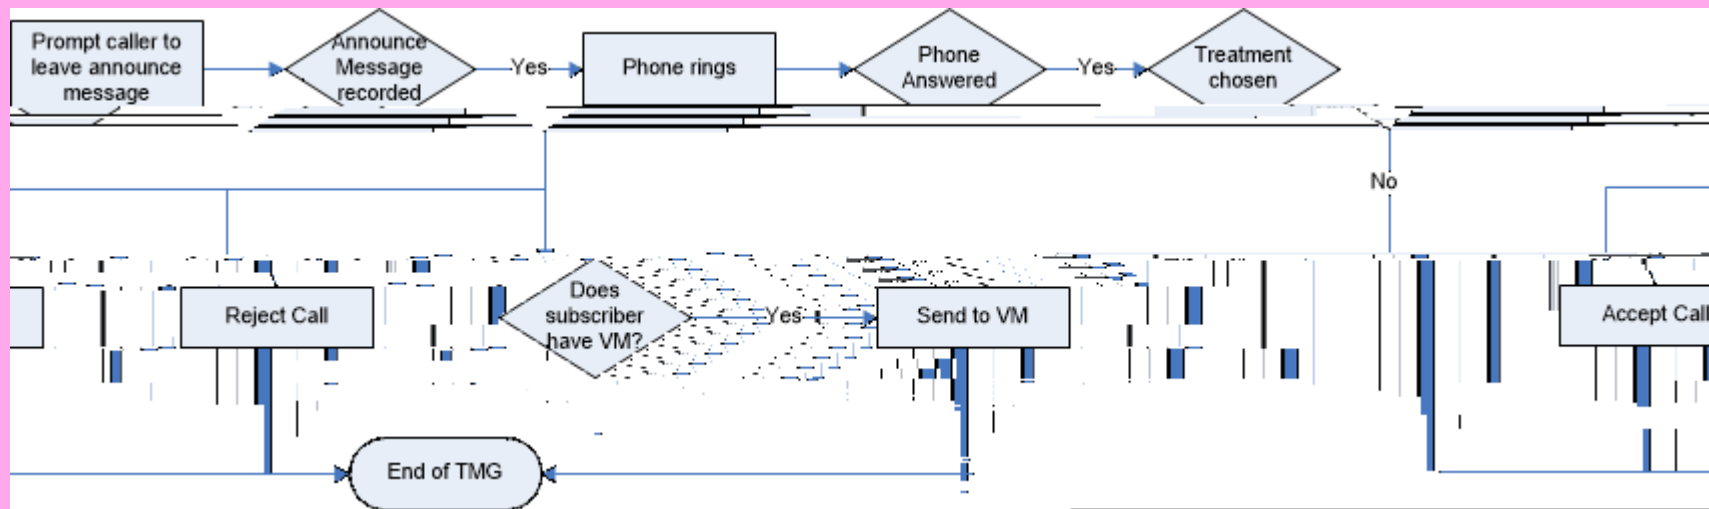 Prompt caller to
leave announce
message
Announce
Message
recorded
Yes
Phone rings
Phone
Answered
Yes
Treatment
chosen
No
Reject Call
Does
subscriber
have VM?
Yes
Send to VM
Accept Call
End of TMG